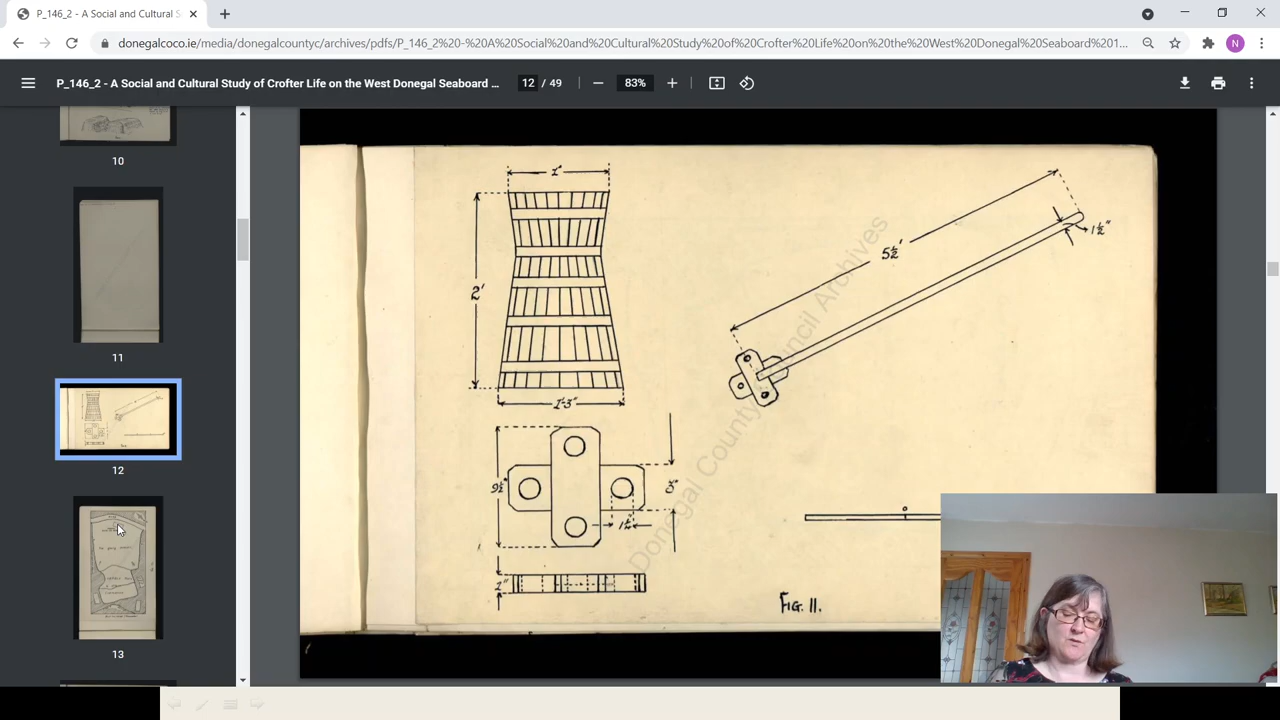 P_146_2 - A Social and Cultural S
donegalcoco.ie/media/donegalcountyc/archives/pdfs/P_146_2%20-%20A%20Social%20and%20Cultural%20Study%20of%20Crofter%20Life%20on%20the%20West%20Donegal%20Seaboard%201...
N
P_146_2 - A Social and Cultural Study of Crofter Life on the West Donegal Seaboard ...
12 / 49
83%
10
11
12
13
1'
2'
1'-3"
9½"
3"
1½"
1"
5½'
1½"
Donegal County Council Archives
FIG. 11.